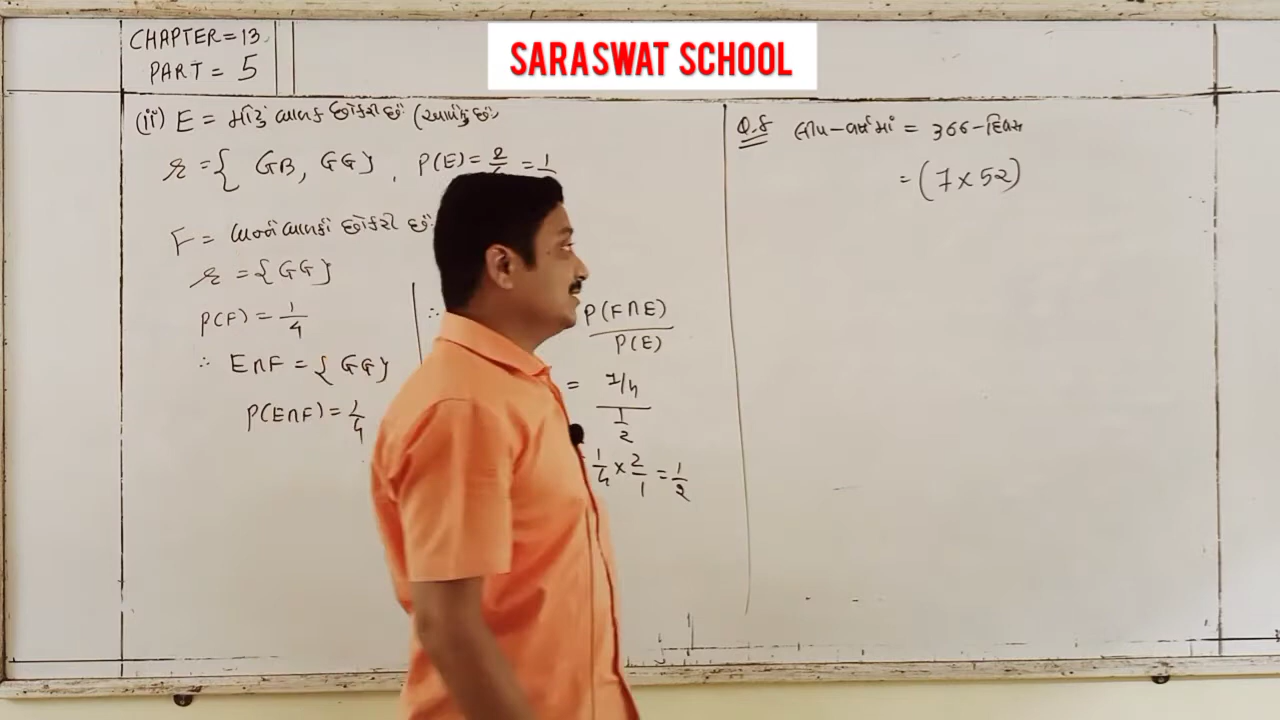 SARASWAT SCHOOL
CHAPTER = 13
PART = 5
(ii) E = મોટું બાળક છોકરી છે. (આપેલું છે.
r = { GB, GG }, P(E) = 2/4 = 1/
F = બંને બાળકો છોકરી છે.
r = {GG}
P(F) = 1/4
∴ E∩F = { GG }
P(E∩F) = 1/4
∴
P(F∩E) / P(E)
= 1/4 / 1/2
1/4 × 2/1 = 1/2
Q.8 લીપ-વર્ષમાં = 366-દિવસ
= (7 × 52)